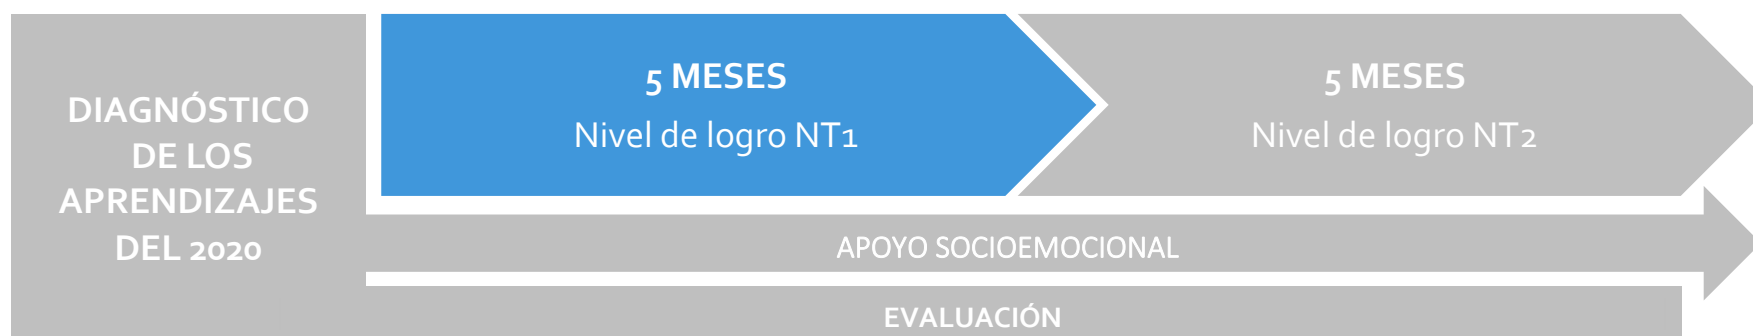 DIAGNÓSTICO
DE LOS
APRENDIZAJES
DEL 2020
5 MESES
Nivel de logro NT1
5 MESES
Nivel de logro NT2
APOYO SOCIOEMOCIONAL
EVALUACIÓN